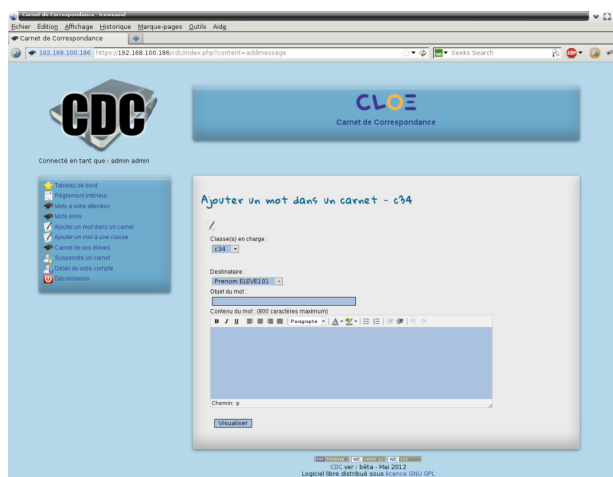 Carnet de Correspondance - Iceweasel
Fichier Édition Affichage Historique Marque-pages Outils Aide
Carnet de Correspondance
192.168.100.186 https://192.168.100.186/cdc/index.php?content=addmessage
Seeks Search
CDC
CLOE
Carnet de Correspondance
Connecté en tant que : admin admin
Tableau de bord
Règlement intérieur
Mots à votre attention
Mots émis
Ajouter un mot dans un carnet
Ajouter un mot à une classe
Carnet de vos élèves
Suspendre un carnet
Détail de votre compte
Déconnexion
Ajouter un mot dans un carnet - c34
Classe(s) en charge :
c34
Destinataire :
Prenom ELEVE101
Objet du mot :
Contenu du mot : (800 caractères maximum)
B I U Paragraphe A
Chemin: p
Visualiser
CDC ver : bêta - Mai 2012
Logiciel libre distribué sous licence GNU GPL